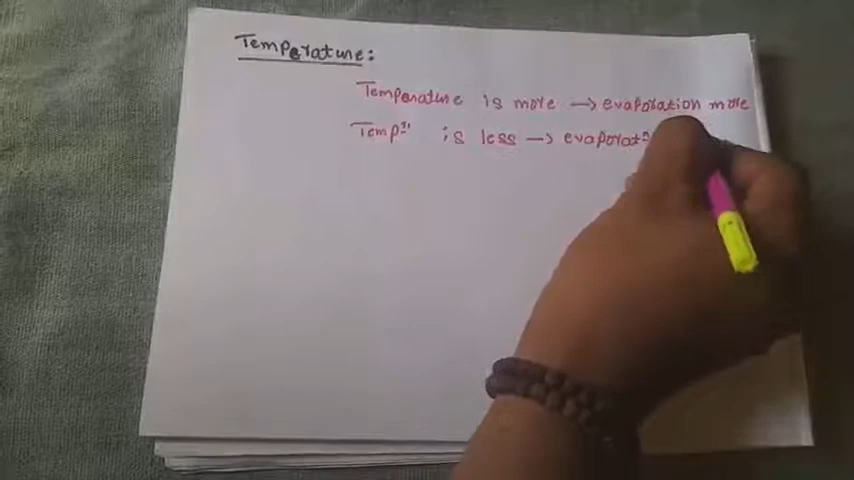 Temperature :
Temperature is more → evaporation more
Temp" is less → evaporat"